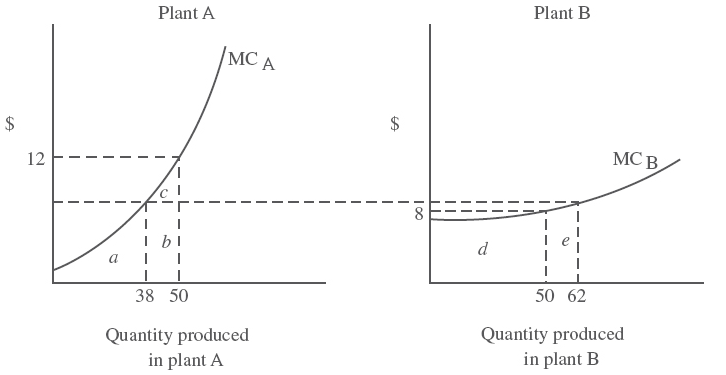 Plant A
Plant B
MC A
$
$
12
MC B
c
8
b
e
d
a
38 50
50 62
Quantity produced
in plant A
Quantity produced
in plant B